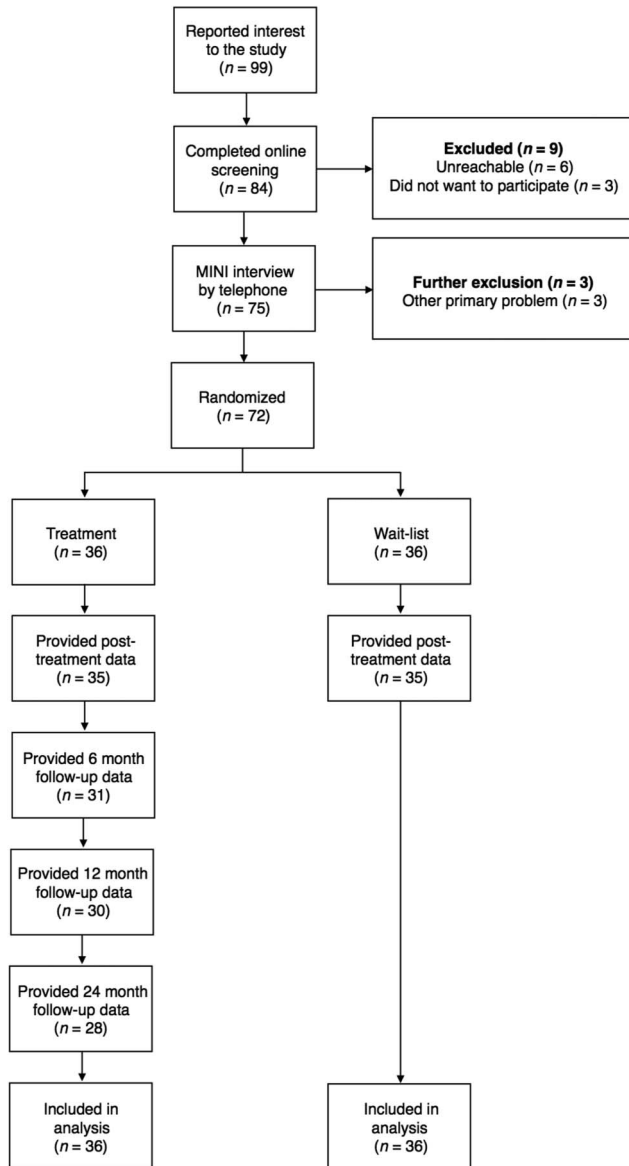 Reported interest
to the study
(n = 99)
Completed online
screening
(n = 84)
Excluded (n = 9)
Unreachable (n = 6)
Did not want to participate (n = 3)
MINI interview
by telephone
(n = 75)
Further exclusion (n = 3)
Other primary problem (n = 3)
Randomized
(n = 72)
Treatment
(n = 36)
Wait-list
(n = 36)
Provided post-
treatment data
(n = 35)
Provided post-
treatment data
(n = 35)
Provided 6 month
follow-up data
(n = 31)
Provided 12 month
follow-up data
(n = 30)
Provided 24 month
follow-up data
(n = 28)
Included in
analysis
(n = 36)
Included in
analysis
(n = 36)